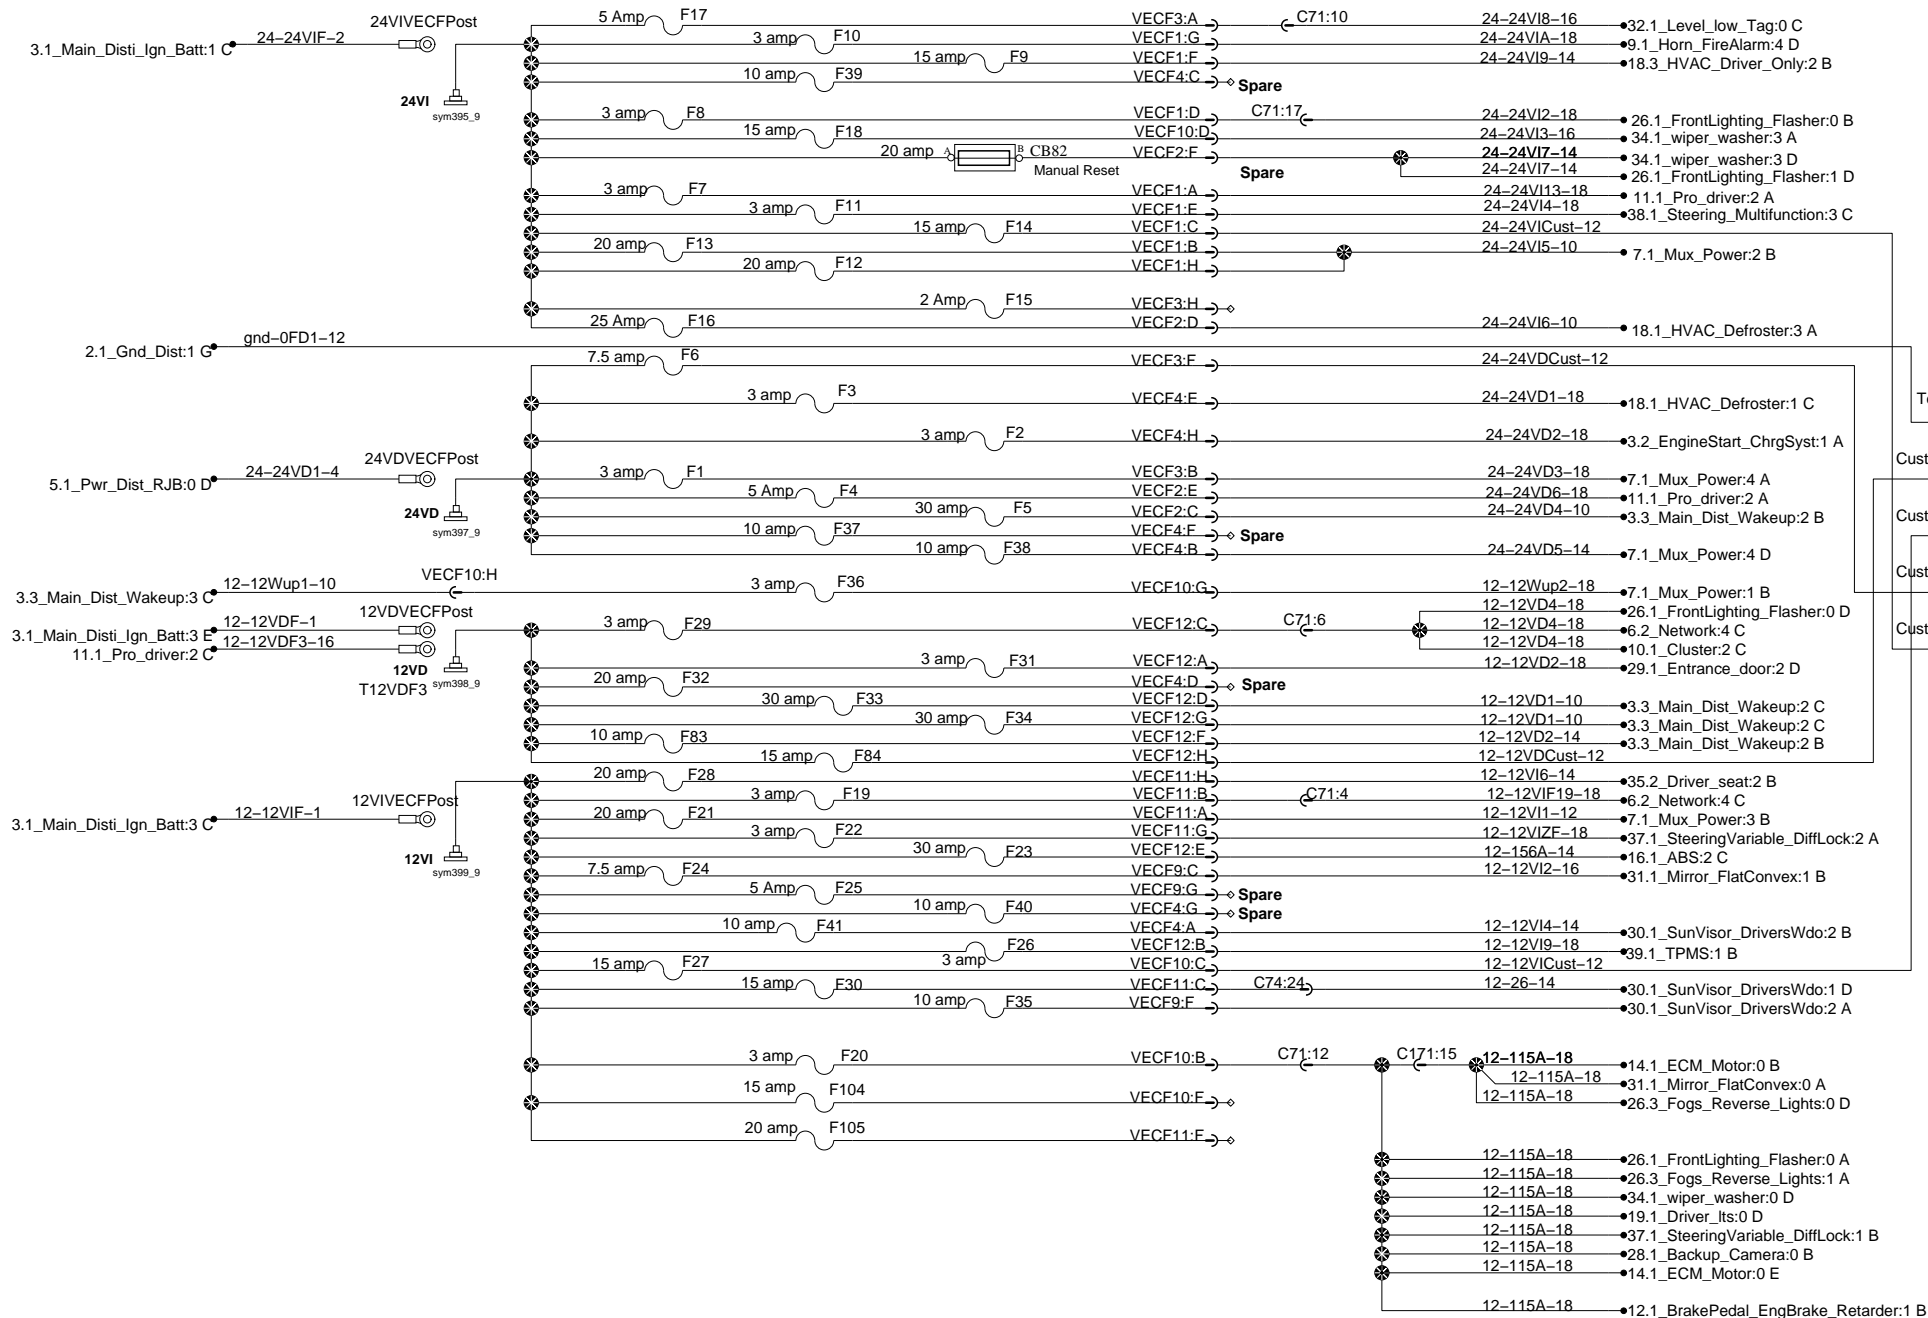 5 Amp F17 VECF3:A C71:10 24-24VI8-16 32.1_Level_low_Tag:0 C
24VIVECFPost
3.1_Main_Disti_Ign_Batt:1 C 24-24VIF-2 3 amp F10 VECF1:G 24-24VIA-18 9.1_Horn_FireAlarm:4 D
15 amp F9 VECF1:F 24-24VI9-14 18.3_HVAC_Driver_Only:2 B
10 amp F39 VECF4:C Spare
24VI
sym395_9
3 amp F8 VECF1:D C71:17 24-24VI2-18 26.1_FrontLighting_Flasher:0 B
15 amp F18 VECF10:D 24-24VI3-16 34.1_wiper_washer:3 A
20 amp A B CB82 VECF2:F 24-24VI7-14 34.1_wiper_washer:3 D
Manual Reset Spare 24-24VI7-14 26.1_FrontLighting_Flasher:1 D
3 amp F7 VECF1:A 24-24VI13-18 11.1_Pro_driver:2 A
3 amp F11 VECF1:E 24-24VI4-18 38.1_Steering_Multifunction:3 C
15 amp F14 VECF1:C 24-24VICust-12
20 amp F13 VECF1:B 24-24VI5-10 7.1_Mux_Power:2 B
20 amp F12 VECF1:H
2 Amp F15 VECF3:H
25 Amp F16 VECF2:D 24-24VI6-10 18.1_HVAC_Defroster:3 A
2.1_Gnd_Dist:1 G gnd-0FD1-12
7.5 amp F6 VECF3:F 24-24VDCust-12
3 amp F3 VECF4:E 24-24VD1-18 18.1_HVAC_Defroster:1 C
3 amp F2 VECF4:H 24-24VD2-18 3.2_EngineStart_ChrgSyst:1 A
24VDVECFPost Cust
5.1_Pwr_Dist_RJB:0 D 24-24VD1-4 3 amp F1 VECF3:B 24-24VD3-18 7.1_Mux_Power:4 A
5 Amp F4 VECF2:E 24-24VD6-18 11.1_Pro_driver:2 A
24VD 30 amp F5 VECF2:C 24-24VD4-10 3.3_Main_Dist_Wakeup:2 B Cust
sym397_9 10 amp F37 VECF4:F Spare
10 amp F38 VECF4:B 24-24VD5-14 7.1_Mux_Power:4 D
Cust
3.3_Main_Dist_Wakeup:3 C 12-12Wup1-10 VECF10:H 3 amp F36 VECF10:G 12-12Wup2-18 7.1_Mux_Power:1 B
12VDVECFPost 12-12VD4-18 26.1_FrontLighting_Flasher:0 D
3.1_Main_Disti_Ign_Batt:3 E 12-12VDF-1 3 amp F29 VECF12:C C71:6 12-12VD4-18 6.2_Network:4 C Cust
11.1_Pro_driver:2 C 12-12VDF3-16 12-12VD4-18 10.1_Cluster:2 C
12VD 3 amp F31 VECF12:A 12-12VD2-18 29.1_Entrance_door:2 D
T12VDF3 sym398_9 20 amp F32 VECF4:D Spare
30 amp F33 VECF12:D 12-12VD1-10 3.3_Main_Dist_Wakeup:2 C
30 amp F34 VECF12:G 12-12VD1-10 3.3_Main_Dist_Wakeup:2 C
10 amp F83 VECF12:F 12-12VD2-14 3.3_Main_Dist_Wakeup:2 B
15 amp F84 VECF12:H 12-12VDCust-12
20 amp F28 VECF11:H 12-12VI6-14 35.2_Driver_seat:2 B
12VIVECFPost 3 amp F19 VECF11:B C71:4 12-12VIF19-18 6.2_Network:4 C
3.1_Main_Disti_Ign_Batt:3 C 12-12VIF-1 20 amp F21 VECF11:A 12-12VI1-12 7.1_Mux_Power:3 B
3 amp F22 VECF11:G 12-12VIZF-18 37.1_SteeringVariable_DiffLock:2 A
12VI 30 amp F23 VECF12:E 12-156A-14 16.1_ABS:2 C
sym399_9 7.5 amp F24 VECF9:C 12-12VI2-16 31.1_Mirror_FlatConvex:1 B
5 Amp F25 VECF9:G Spare
10 amp F40 VECF4:G Spare
10 amp F41 VECF4:A 12-12VI4-14 30.1_SunVisor_DriversWdo:2 B
3 amp F26 VECF12:B 12-12VI9-18 39.1_TPMS:1 B
15 amp F27 VECF10:C 12-12VICust-12
15 amp F30 VECF11:C C74:24 12-26-14 30.1_SunVisor_DriversWdo:1 D
10 amp F35 VECF9:F 30.1_SunVisor_DriversWdo:2 A
3 amp F20 VECF10:B C71:12 C171:15 12-115A-18 14.1_ECM_Motor:0 B
12-115A-18 31.1_Mirror_FlatConvex:0 A
15 amp F104 VECF10:F 12-115A-18 26.3_Fogs_Reverse_Lights:0 D
20 amp F105 VECF11:F
12-115A-18 26.1_FrontLighting_Flasher:0 A
12-115A-18 26.3_Fogs_Reverse_Lights:1 A
12-115A-18 34.1_wiper_washer:0 D
12-115A-18 19.1_Driver_lts:0 D
12-115A-18 37.1_SteeringVariable_DiffLock:1 B
12-115A-18 28.1_Backup_Camera:0 B
12-115A-18 14.1_ECM_Motor:0 E
12-115A-18 12.1_BrakePedal_EngBrake_Retarder:1 B